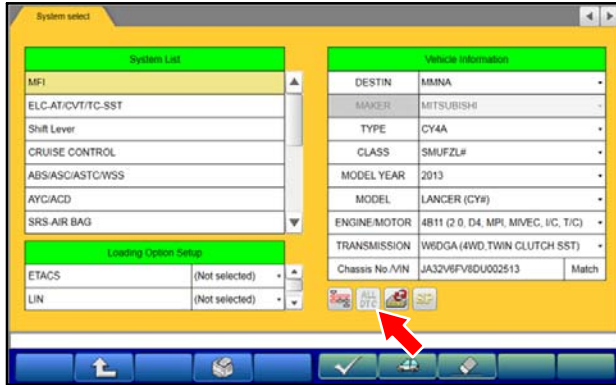 System select
System List
MFI
ELC-AT/CVT/TC-SST
Shift Lever
CRUISE CONTROL
ABS/ASC/ASTC/WSS
AYC/ACD
SRS-AIR BAG
Loading Option Setup
ETACS (Not selected)
LIN (Not selected)
Vehicle Information
DESTIN MMNA
MAKER MITSUBISHI
TYPE CY4A
CLASS SMUFZL#
MODEL YEAR 2013
MODEL LANCER (CY#)
ENGINE/MOTOR 4B11 (2.0, D4, MPI, MIVEC, I/C, T/C)
TRANSMISSION W6DGA (4WD,TWIN CLUTCH SST)
Chassis No./VIN JA32V6FV8DU002513 Match
ALL
DTC